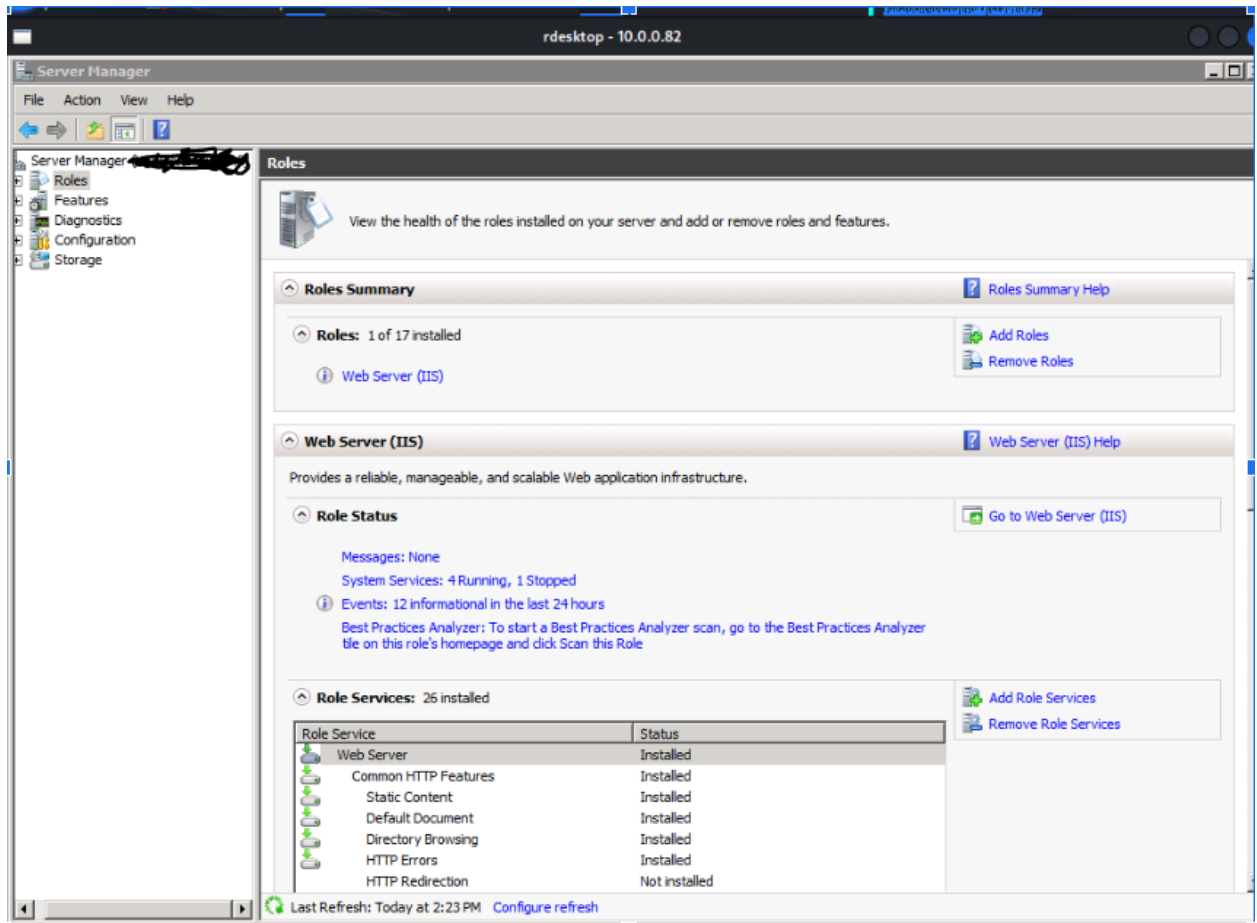 rdesktop - 10.0.0.82
Server Manager
File Action View Help
Server Manager
Roles
Features
Diagnostics
Configuration
Storage
Roles
View the health of the roles installed on your server and add or remove roles and features.
Roles Summary
Roles Summary Help
Roles: 1 of 17 installed
Add Roles
Remove Roles
Web Server (IIS)
Web Server (IIS)
Web Server (IIS) Help
Provides a reliable, manageable, and scalable Web application infrastructure.
Role Status
Go to Web Server (IIS)
Messages: None
System Services: 4 Running, 1 Stopped
Events: 12 informational in the last 24 hours
Best Practices Analyzer: To start a Best Practices Analyzer scan, go to the Best Practices Analyzer
tile on this role's homepage and click Scan this Role
Role Services: 26 installed
Add Role Services
Remove Role Services
Role Service Status
Web Server Installed
Common HTTP Features Installed
Static Content Installed
Default Document Installed
Directory Browsing Installed
HTTP Errors Installed
HTTP Redirection Not installed
Last Refresh: Today at 2:23 PM Configure refresh